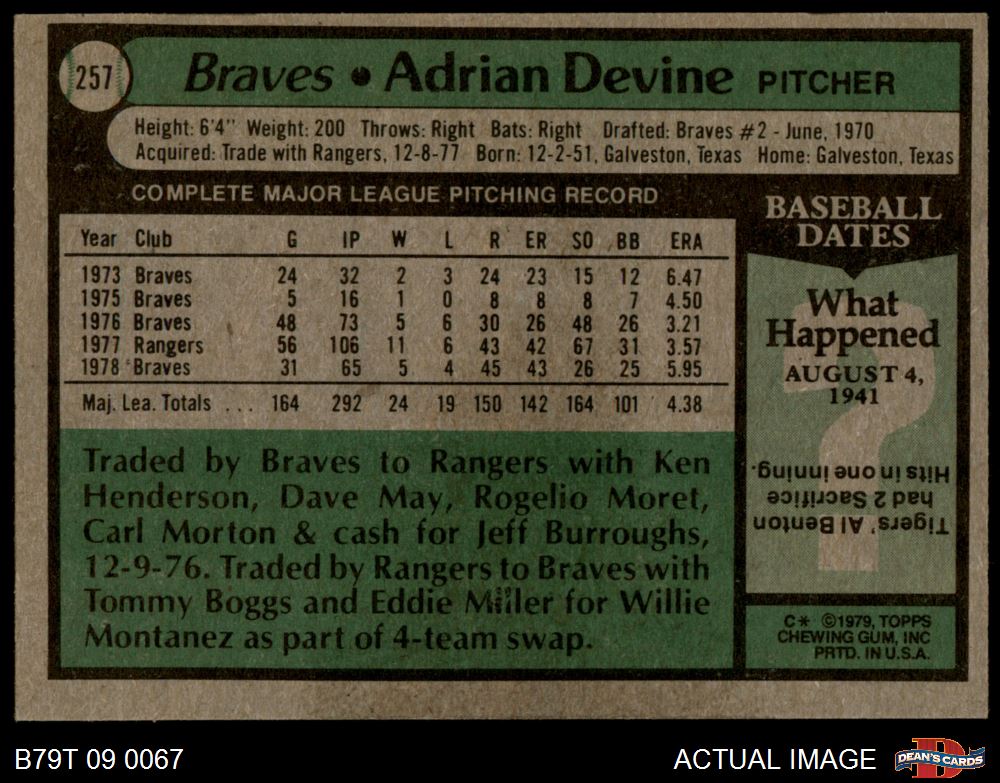 257
Braves • Adrian Devine PITCHER
Height: 6'4" Weight: 200 Throws: Right Bats: Right Drafted: Braves #2 - June, 1970
Acquired: Trade with Rangers, 12-8-77 Born: 12-2-51, Galveston, Texas Home: Galveston, Texas
COMPLETE MAJOR LEAGUE PITCHING RECORD
Year Club G IP W L R ER SO BB ERA
1973 Braves 24 32 2 3 24 23 15 12 6.47
1975 Braves 5 16 1 0 8 8 8 7 4.50
1976 Braves 48 73 5 6 30 26 48 26 3.21
1977 Rangers 56 106 11 6 43 42 67 31 3.57
1978 Braves 31 65 5 4 45 43 26 25 5.95
Maj. Lea. Totals ... 164 292 24 19 150 142 164 101 4.38
Traded by Braves to Rangers with Ken
Henderson, Dave May, Rogelio Moret,
Carl Morton & cash for Jeff Burroughs,
12-9-76. Traded by Rangers to Braves with
Tommy Boggs and Eddie Miller for Willie
Montanez as part of 4-team swap.
BASEBALL
DATES
What
Happened
AUGUST 4,
1941
Tigers' Al Benton
had 2 Sacrifice
Hits in one inning.
C* ©1979, TOPPS
CHEWING GUM, INC
PRTD. IN U.S.A.
B79T 09 0067
ACTUAL IMAGE
D
DEAN'S CARDS